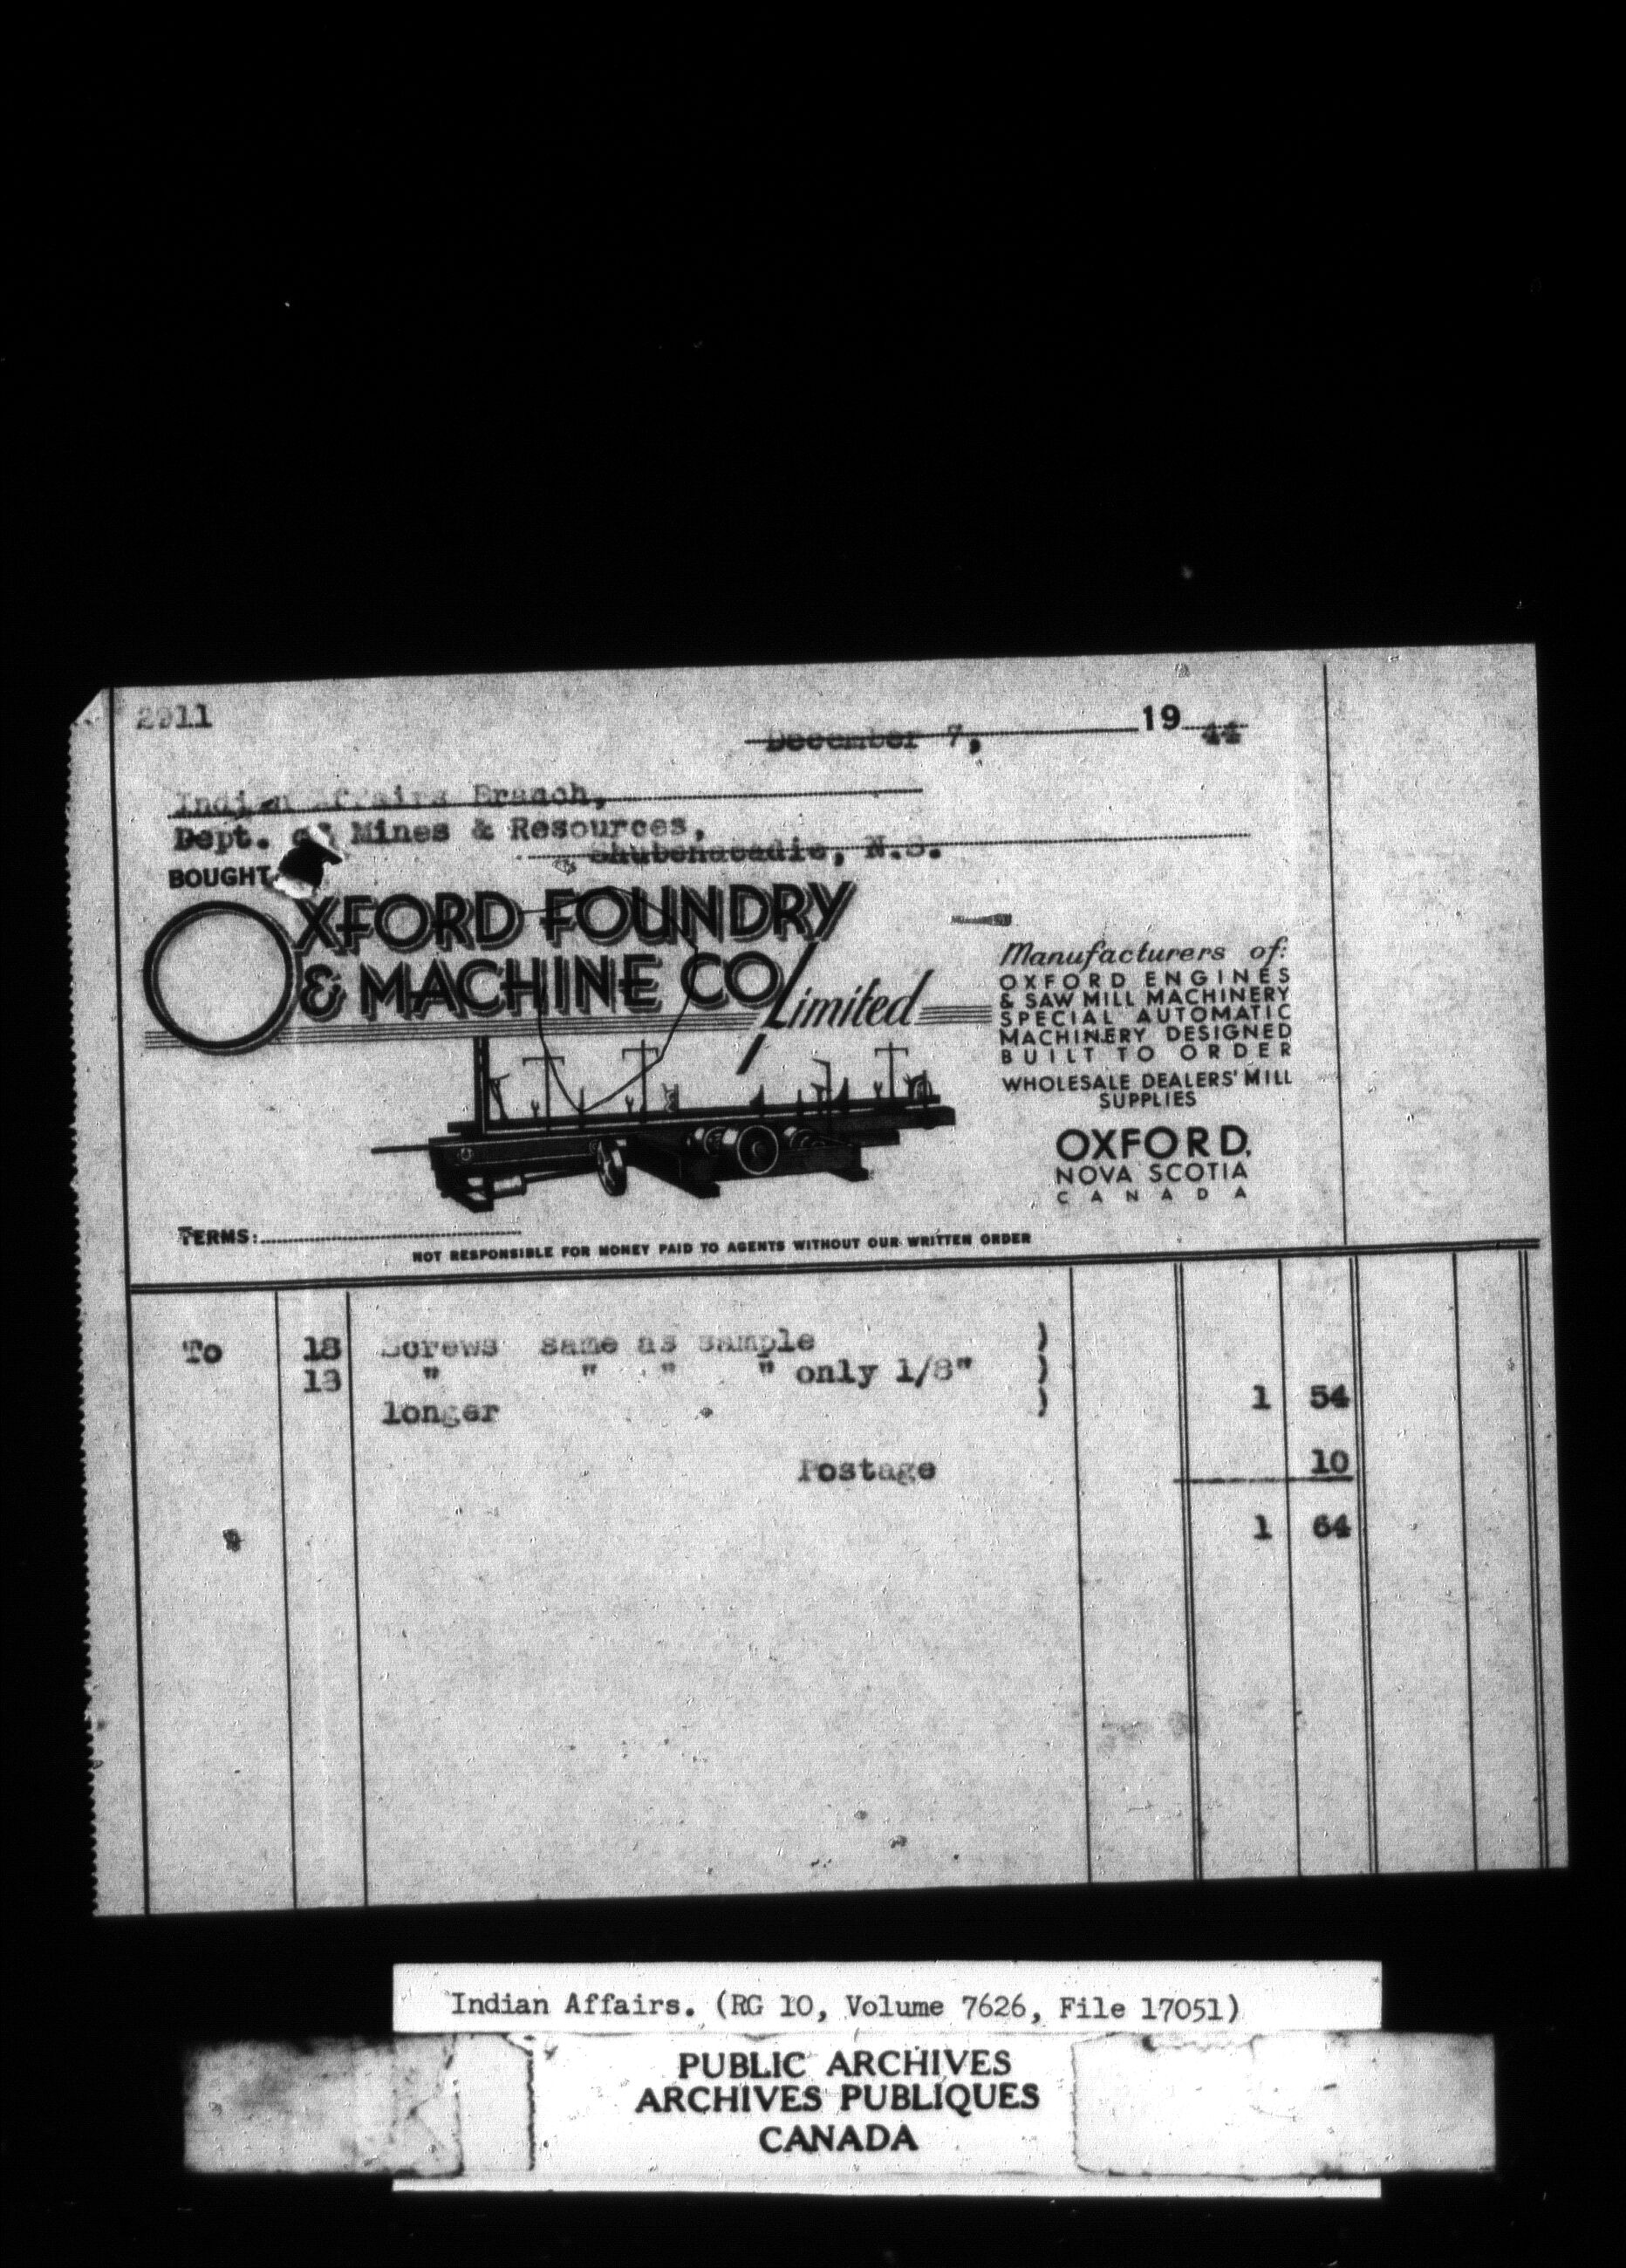 2911
December 7, 19 44
Indian Affairs Branch,
Dept. of Mines & Resources,
Shubenacadie, N.S.
BOUGHT
OXFORD FOUNDRY
& MACHINE CO Limited
Manufacturers of:
OXFORD ENGINES
& SAW MILL MACHINERY
SPECIAL AUTOMATIC
MACHINERY DESIGNED
BUILT TO ORDER
WHOLESALE DEALERS' MILL
SUPPLIES
OXFORD,
NOVA SCOTIA
CANADA
TERMS:
NOT RESPONSIBLE FOR MONEY PAID TO AGENTS WITHOUT OUR WRITTEN ORDER
To 18 Screws same as sample )
" " " " only 1/8" )
longer ) 1 54
Postage 10
1 64
Indian Affairs. (RG 10, Volume 7626, File 17051)
PUBLIC ARCHIVES
ARCHIVES PUBLIQUES
CANADA